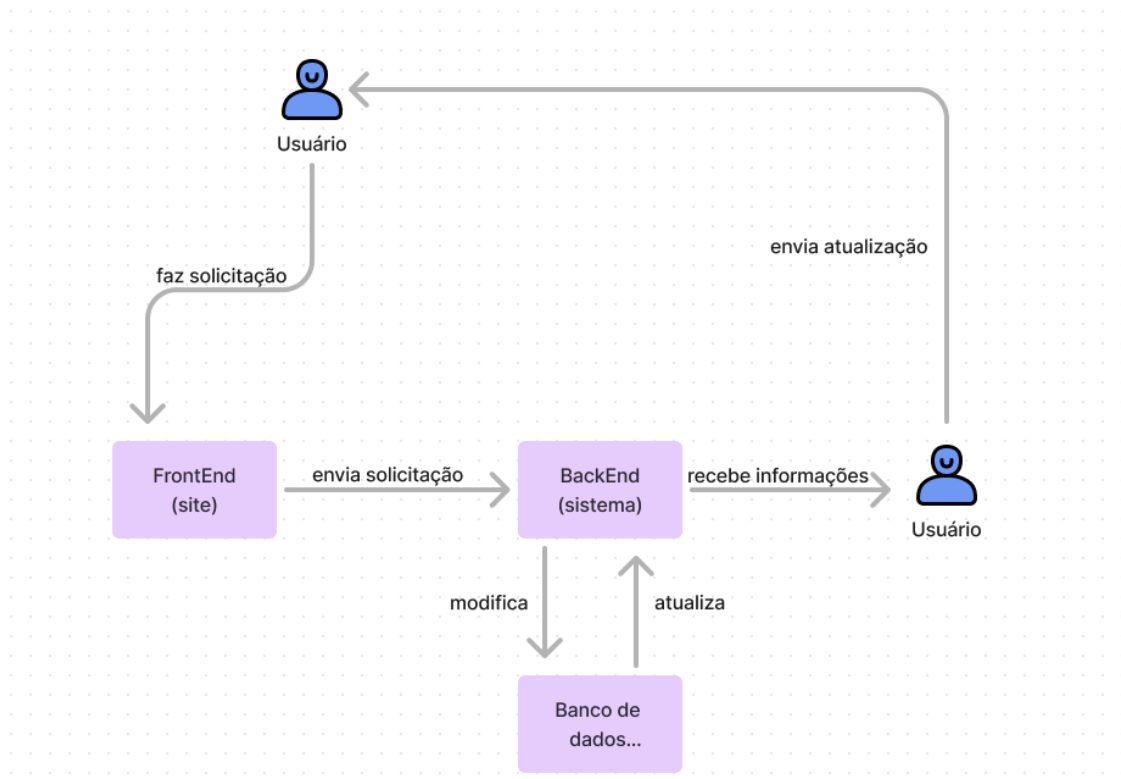 Usuário
envia atualização
faz solicitação
FrontEnd
(site)
envia solicitação
BackEnd
(sistema)
recebe informações
Usuário
modifica
atualiza
Banco de
dados...